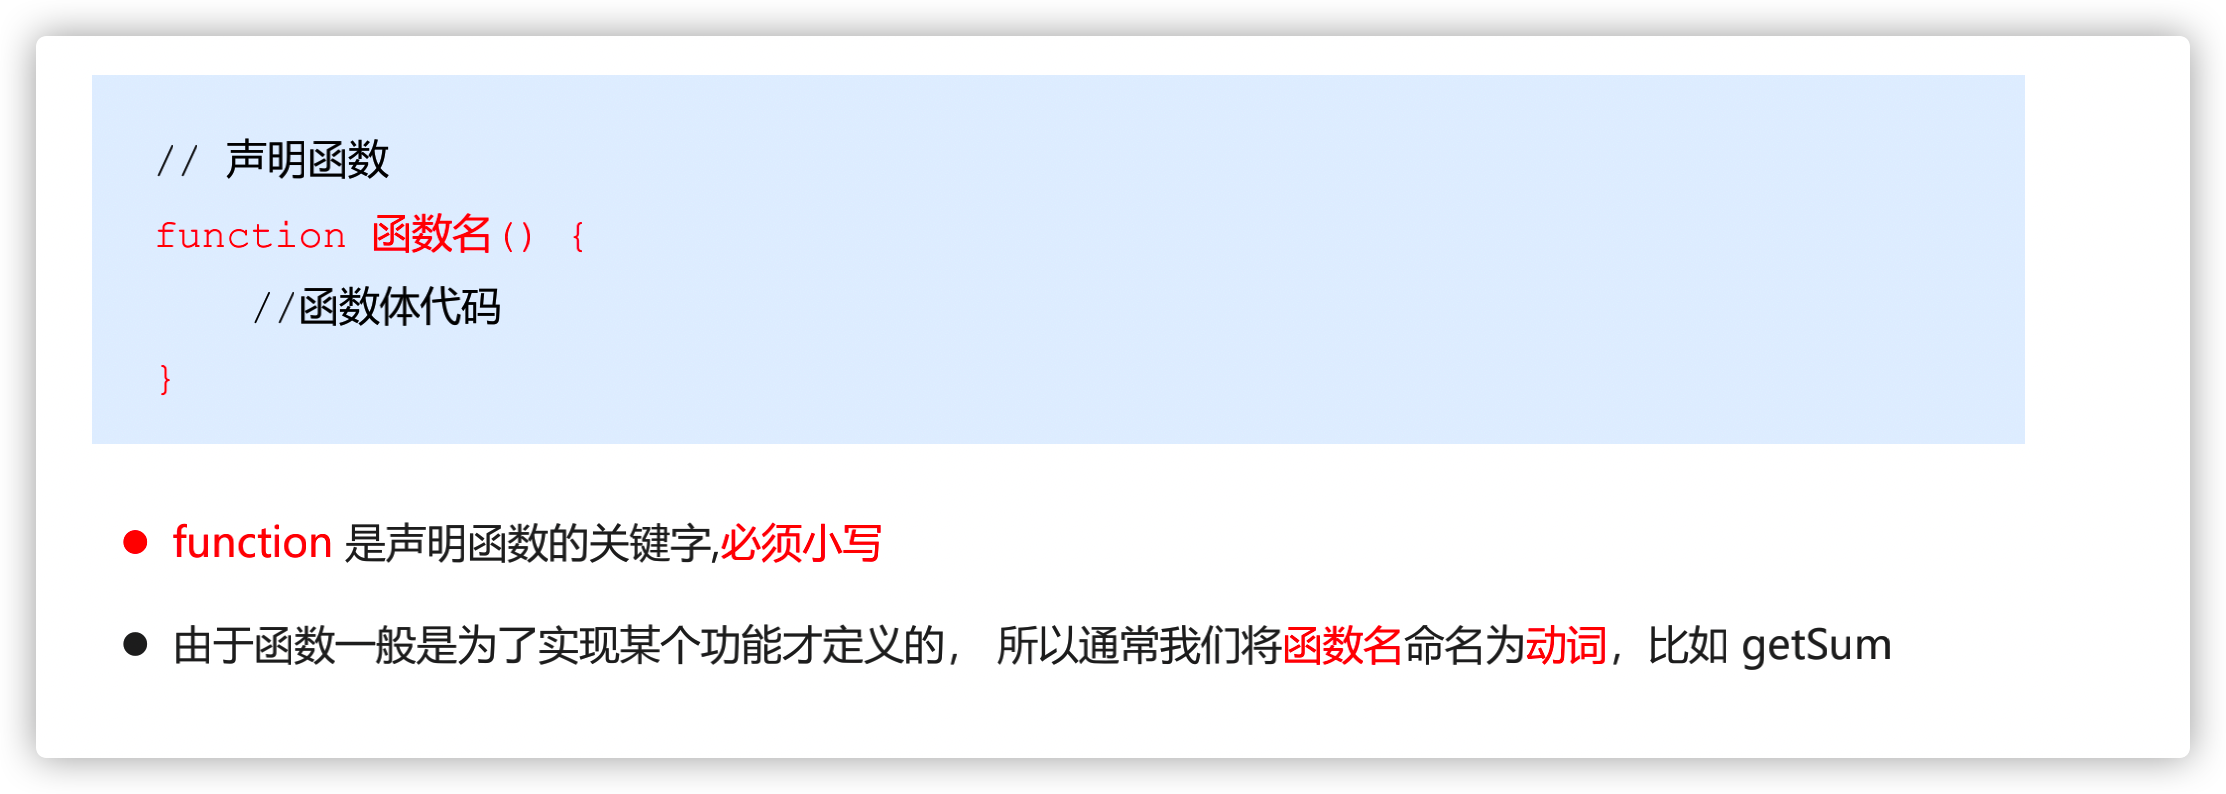 // 声明函数
function 函数名() {
//函数体代码
}
function 是声明函数的关键字,必须小写
由于函数一般是为了实现某个功能才定义的， 所以通常我们将函数名命名为动词，比如 getSum